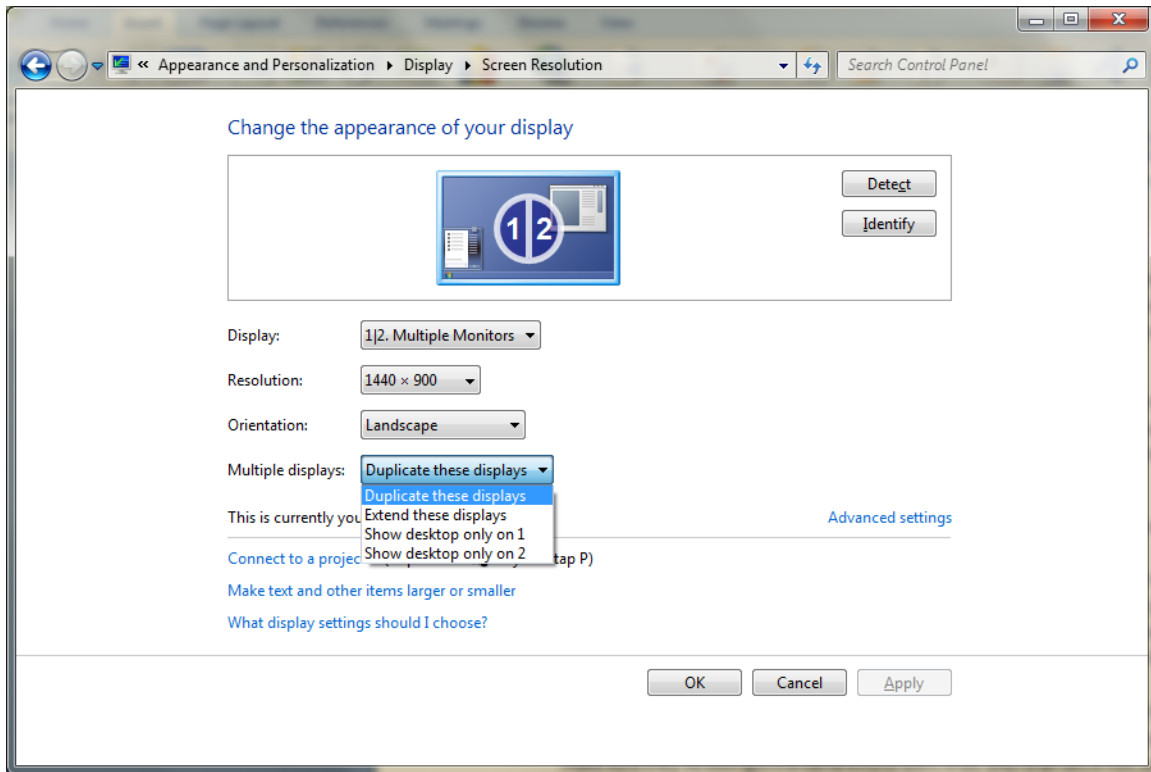 « Appearance and Personalization ▸ Display ▸ Screen Resolution
Search Control Panel
Change the appearance of your display
1 2
Detect
Identify
Display: 1|2. Multiple Monitors
Resolution: 1440 × 900
Orientation: Landscape
Multiple displays: Duplicate these displays
Duplicate these displays
Extend these displays
Show desktop only on 1
Show desktop only on 2
This is currently
Advanced settings
Connect to a tap P)
Make text and other items larger or smaller
What display settings should I choose?
OK Cancel Apply